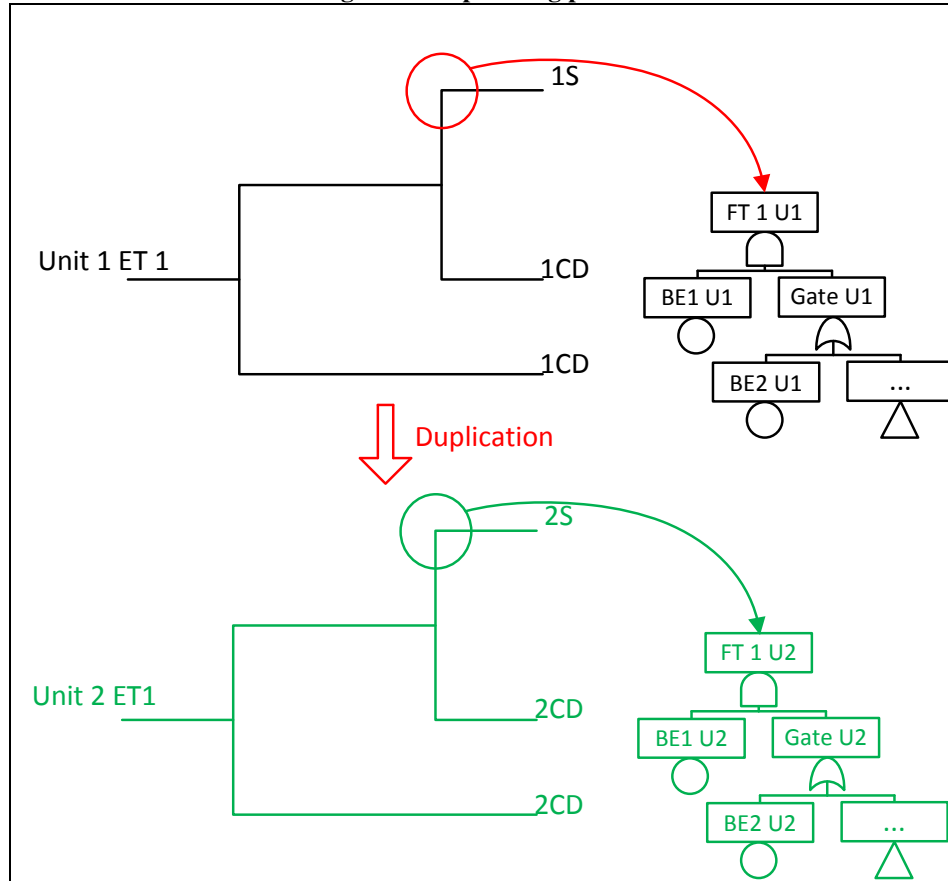 1S
FT 1 U1
Unit 1 ET 1
1CD
BE1 U1
Gate U1
1CD
BE2 U1
...
Duplication
2S
FT 1 U2
Unit 2 ET1
2CD
BE1 U2
Gate U2
2CD
BE2 U2
...